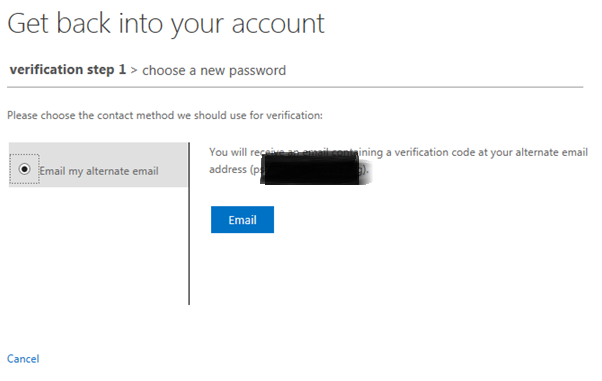 Get back into your account
verification step 1 > choose a new password
Please choose the contact method we should use for verification:
Email my alternate email
You will receive an email containing a verification code at your alternate email
address (ps g).
Email
Cancel